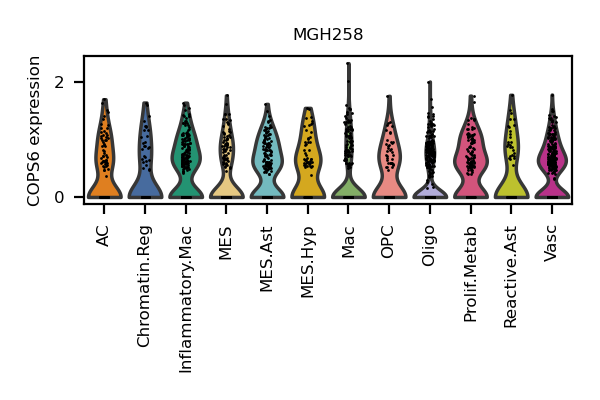 MGH258
COPS6 expression
2
0
AC
Chromatin.Reg
Inflammatory.Mac
MES
MES.Ast
MES.Hyp
Mac
OPC
Oligo
Prolif.Metab
Reactive.Ast
Vasc